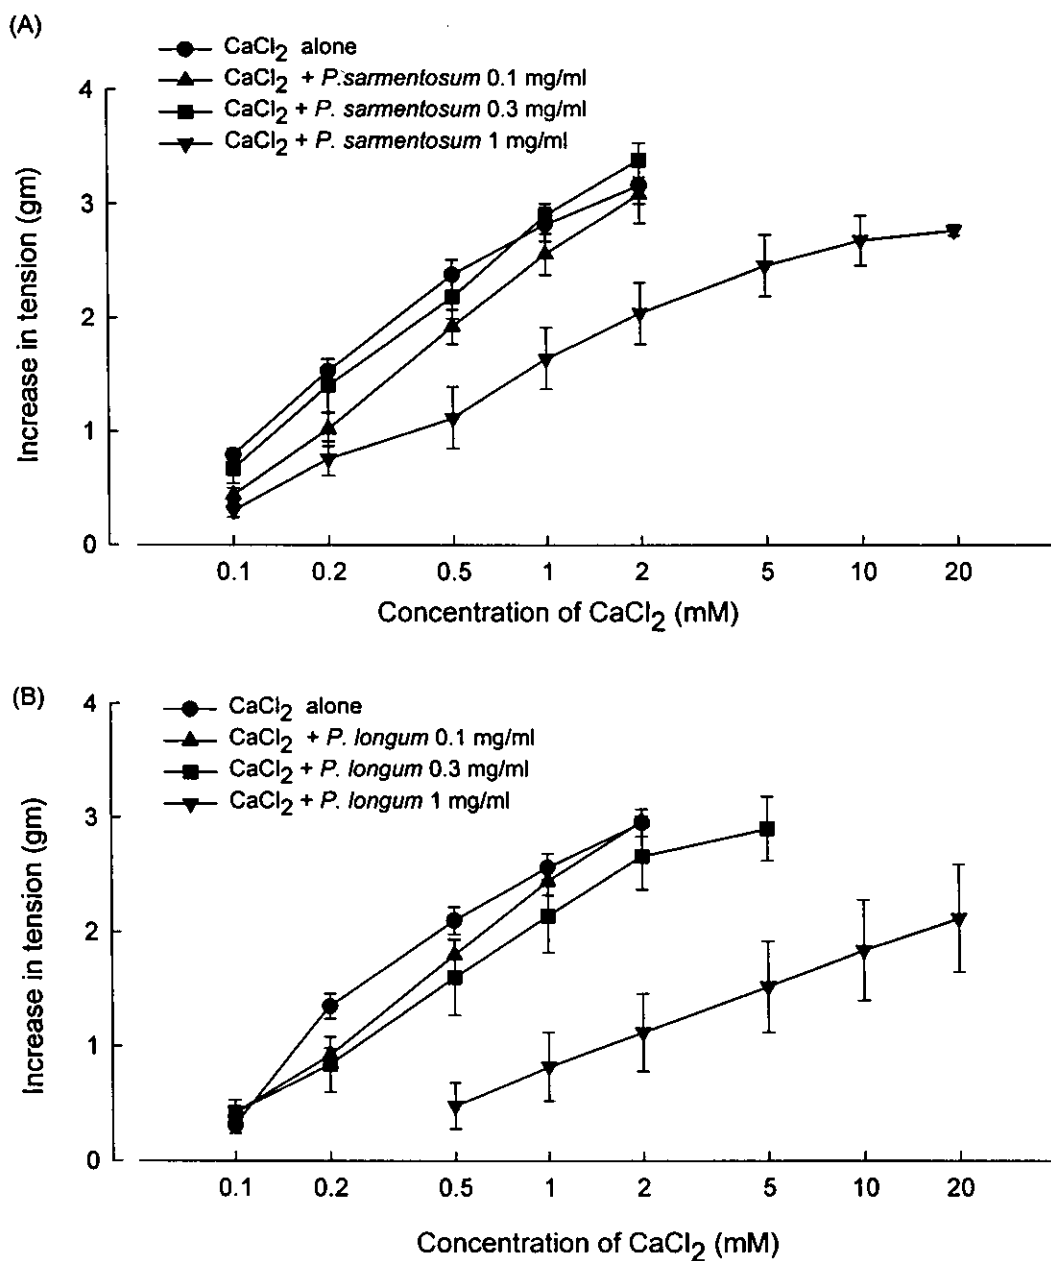 (A)
CaCl2 alone
CaCl2 + P.sarmentosum 0.1 mg/ml
CaCl2 + P. sarmentosum 0.3 mg/ml
CaCl2 + P. sarmentosum 1 mg/ml
4
3
2
1
0
Increase in tension (gm)
0.1 0.2 0.5 1 2 5 10 20
Concentration of CaCl2 (mM)
(B)
CaCl2 alone
CaCl2 + P. longum 0.1 mg/ml
CaCl2 + P. longum 0.3 mg/ml
CaCl2 + P. longum 1 mg/ml
4
3
2
1
0
Increase in tension (gm)
0.1 0.2 0.5 1 2 5 10 20
Concentration of CaCl2 (mM)